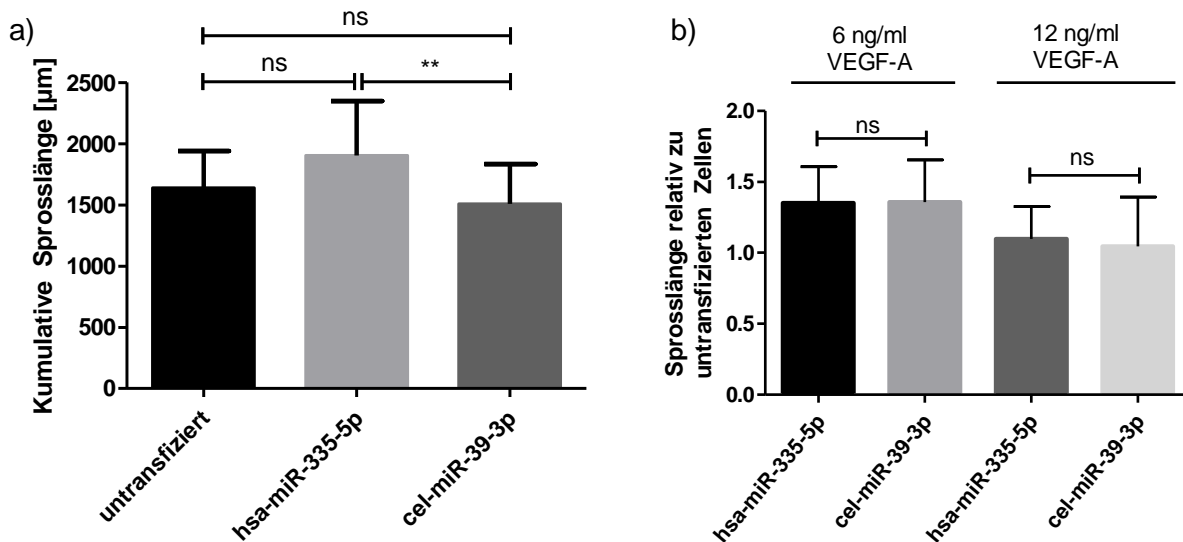 a)
ns
ns
**
Kumulative Sprosslänge [µm]
2500
2000
1500
1000
500
0
untransfiziert
hsa-miR-335-5p
cel-miR-39-3p
b)
6 ng/ml
VEGF-A
12 ng/ml
VEGF-A
ns
ns
Sprosslänge relativ zu
untransfizierten Zellen
2.0
1.5
1.0
0.5
0.0
hsa-miR-335-5p
cel-miR-39-3p
hsa-miR-335-5p
cel-miR-39-3p